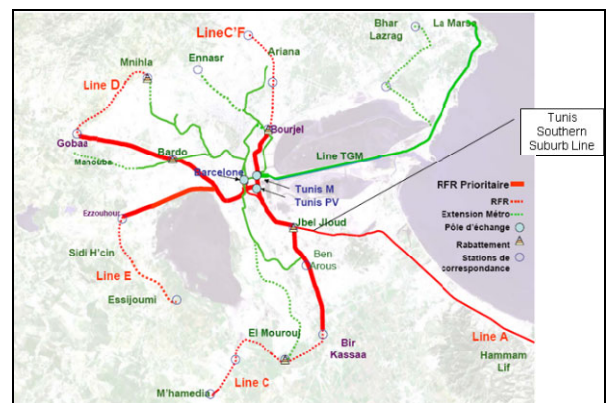 LineC'F
Bhar
Lazrag
La Marsa
Mnihla
Ennasr
Ariana
Line D
Tunis
Southern
Suburb Line
Gobaa
Bourjel
Bardo
Manouba
Line TGM
Barcelone
Tunis M
Tunis PV
RFR Prioritaire
RFR
Extension Métro
Pôle d'échange
Rabattement
Stations de
correspondance
Ezzouhour
Jbel Jloud
Sidi H'cin
Line E
Ben
Arous
Essijoumi
El Mourouj
Bir
Kassaa
Line A
Hammam
Lif
Line C
M'hamedia